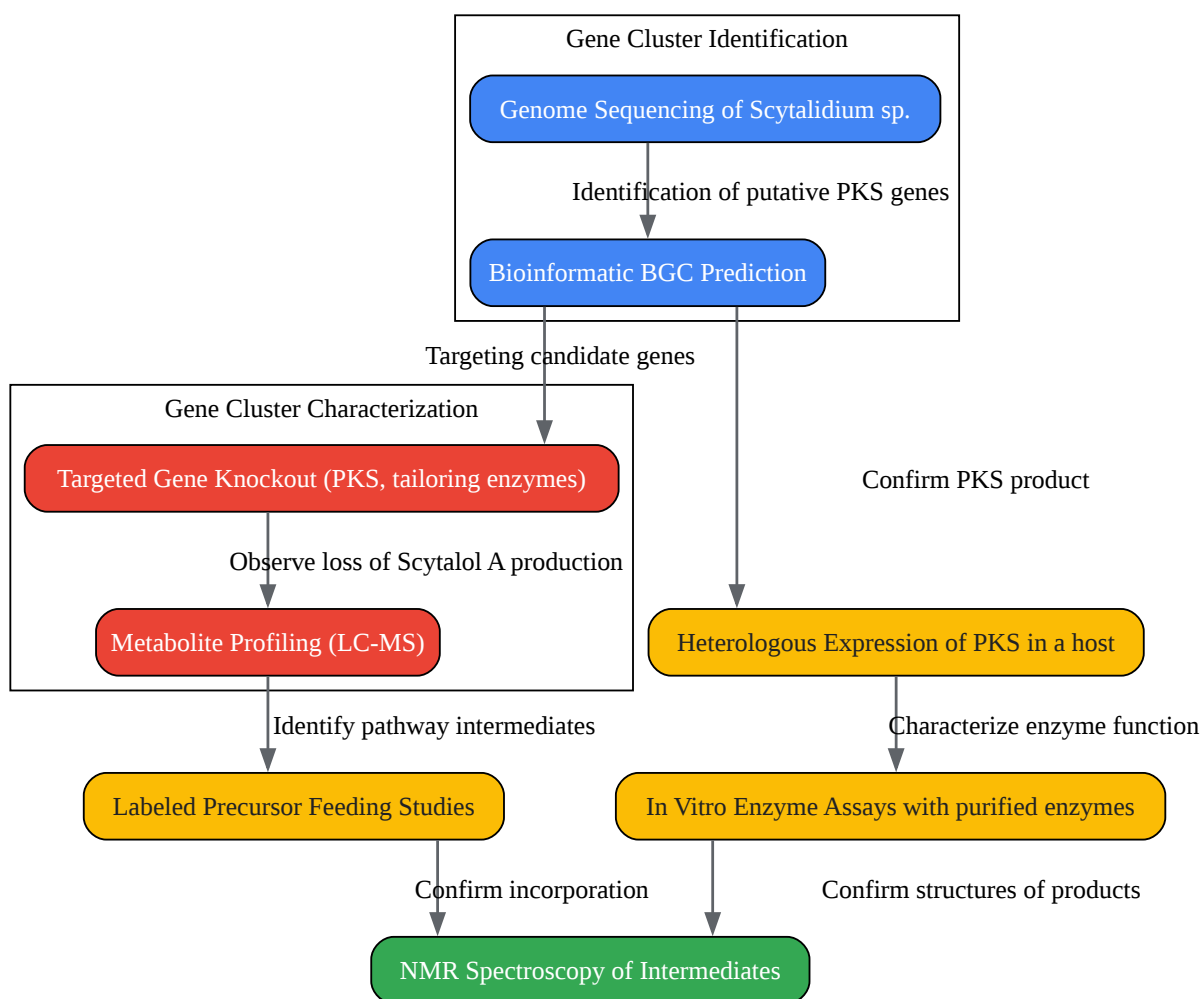 Gene Cluster Identification
Genome Sequencing of Scytalidium sp.
Identification of putative PKS genes
Bioinformatic BGC Prediction
Targeting candidate genes
Gene Cluster Characterization
Targeted Gene Knockout (PKS, tailoring enzymes)
Confirm PKS product
Observe loss of Scytalol A production
Metabolite Profiling (LC-MS)
Heterologous Expression of PKS in a host
Identify pathway intermediates
Characterize enzyme function
Labeled Precursor Feeding Studies
In Vitro Enzyme Assays with purified enzymes
Confirm incorporation
Confirm structures of products
NMR Spectroscopy of Intermediates